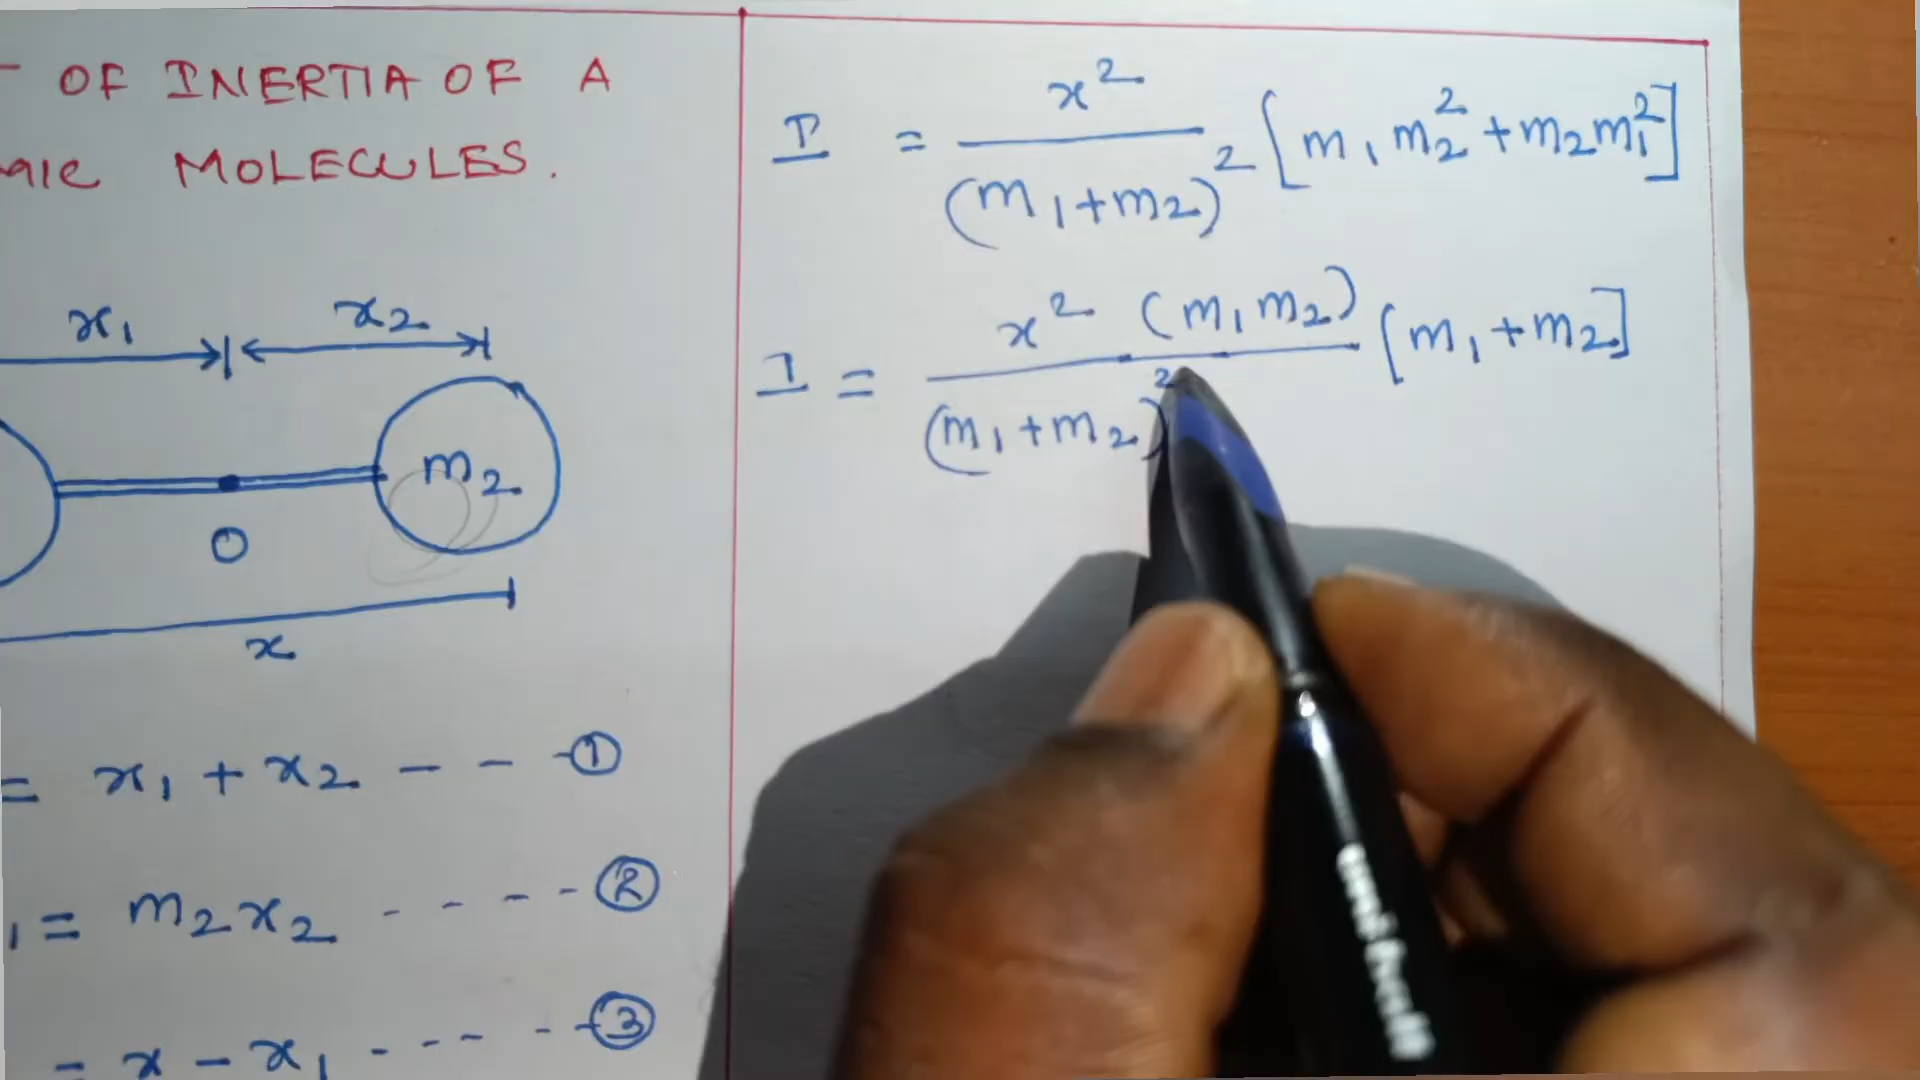 OF INERTIA OF A
MOLECULES.
x₁ x₂
m₂
O
x
= x₁ + x₂ - - - ①
₁ = m₂x₂ - - - - - ②
= x - x₁ - - - - - ③
I = x² / (m₁+m₂)² [m₁m₂² + m₂m₁²]
I = x² (m₁m₂) / (m₁+m₂)² [m₁+m₂]